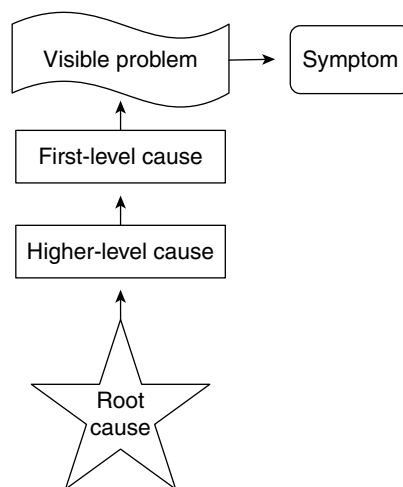 Visible problem
Symptom
First-level cause
Higher-level cause
Root
cause